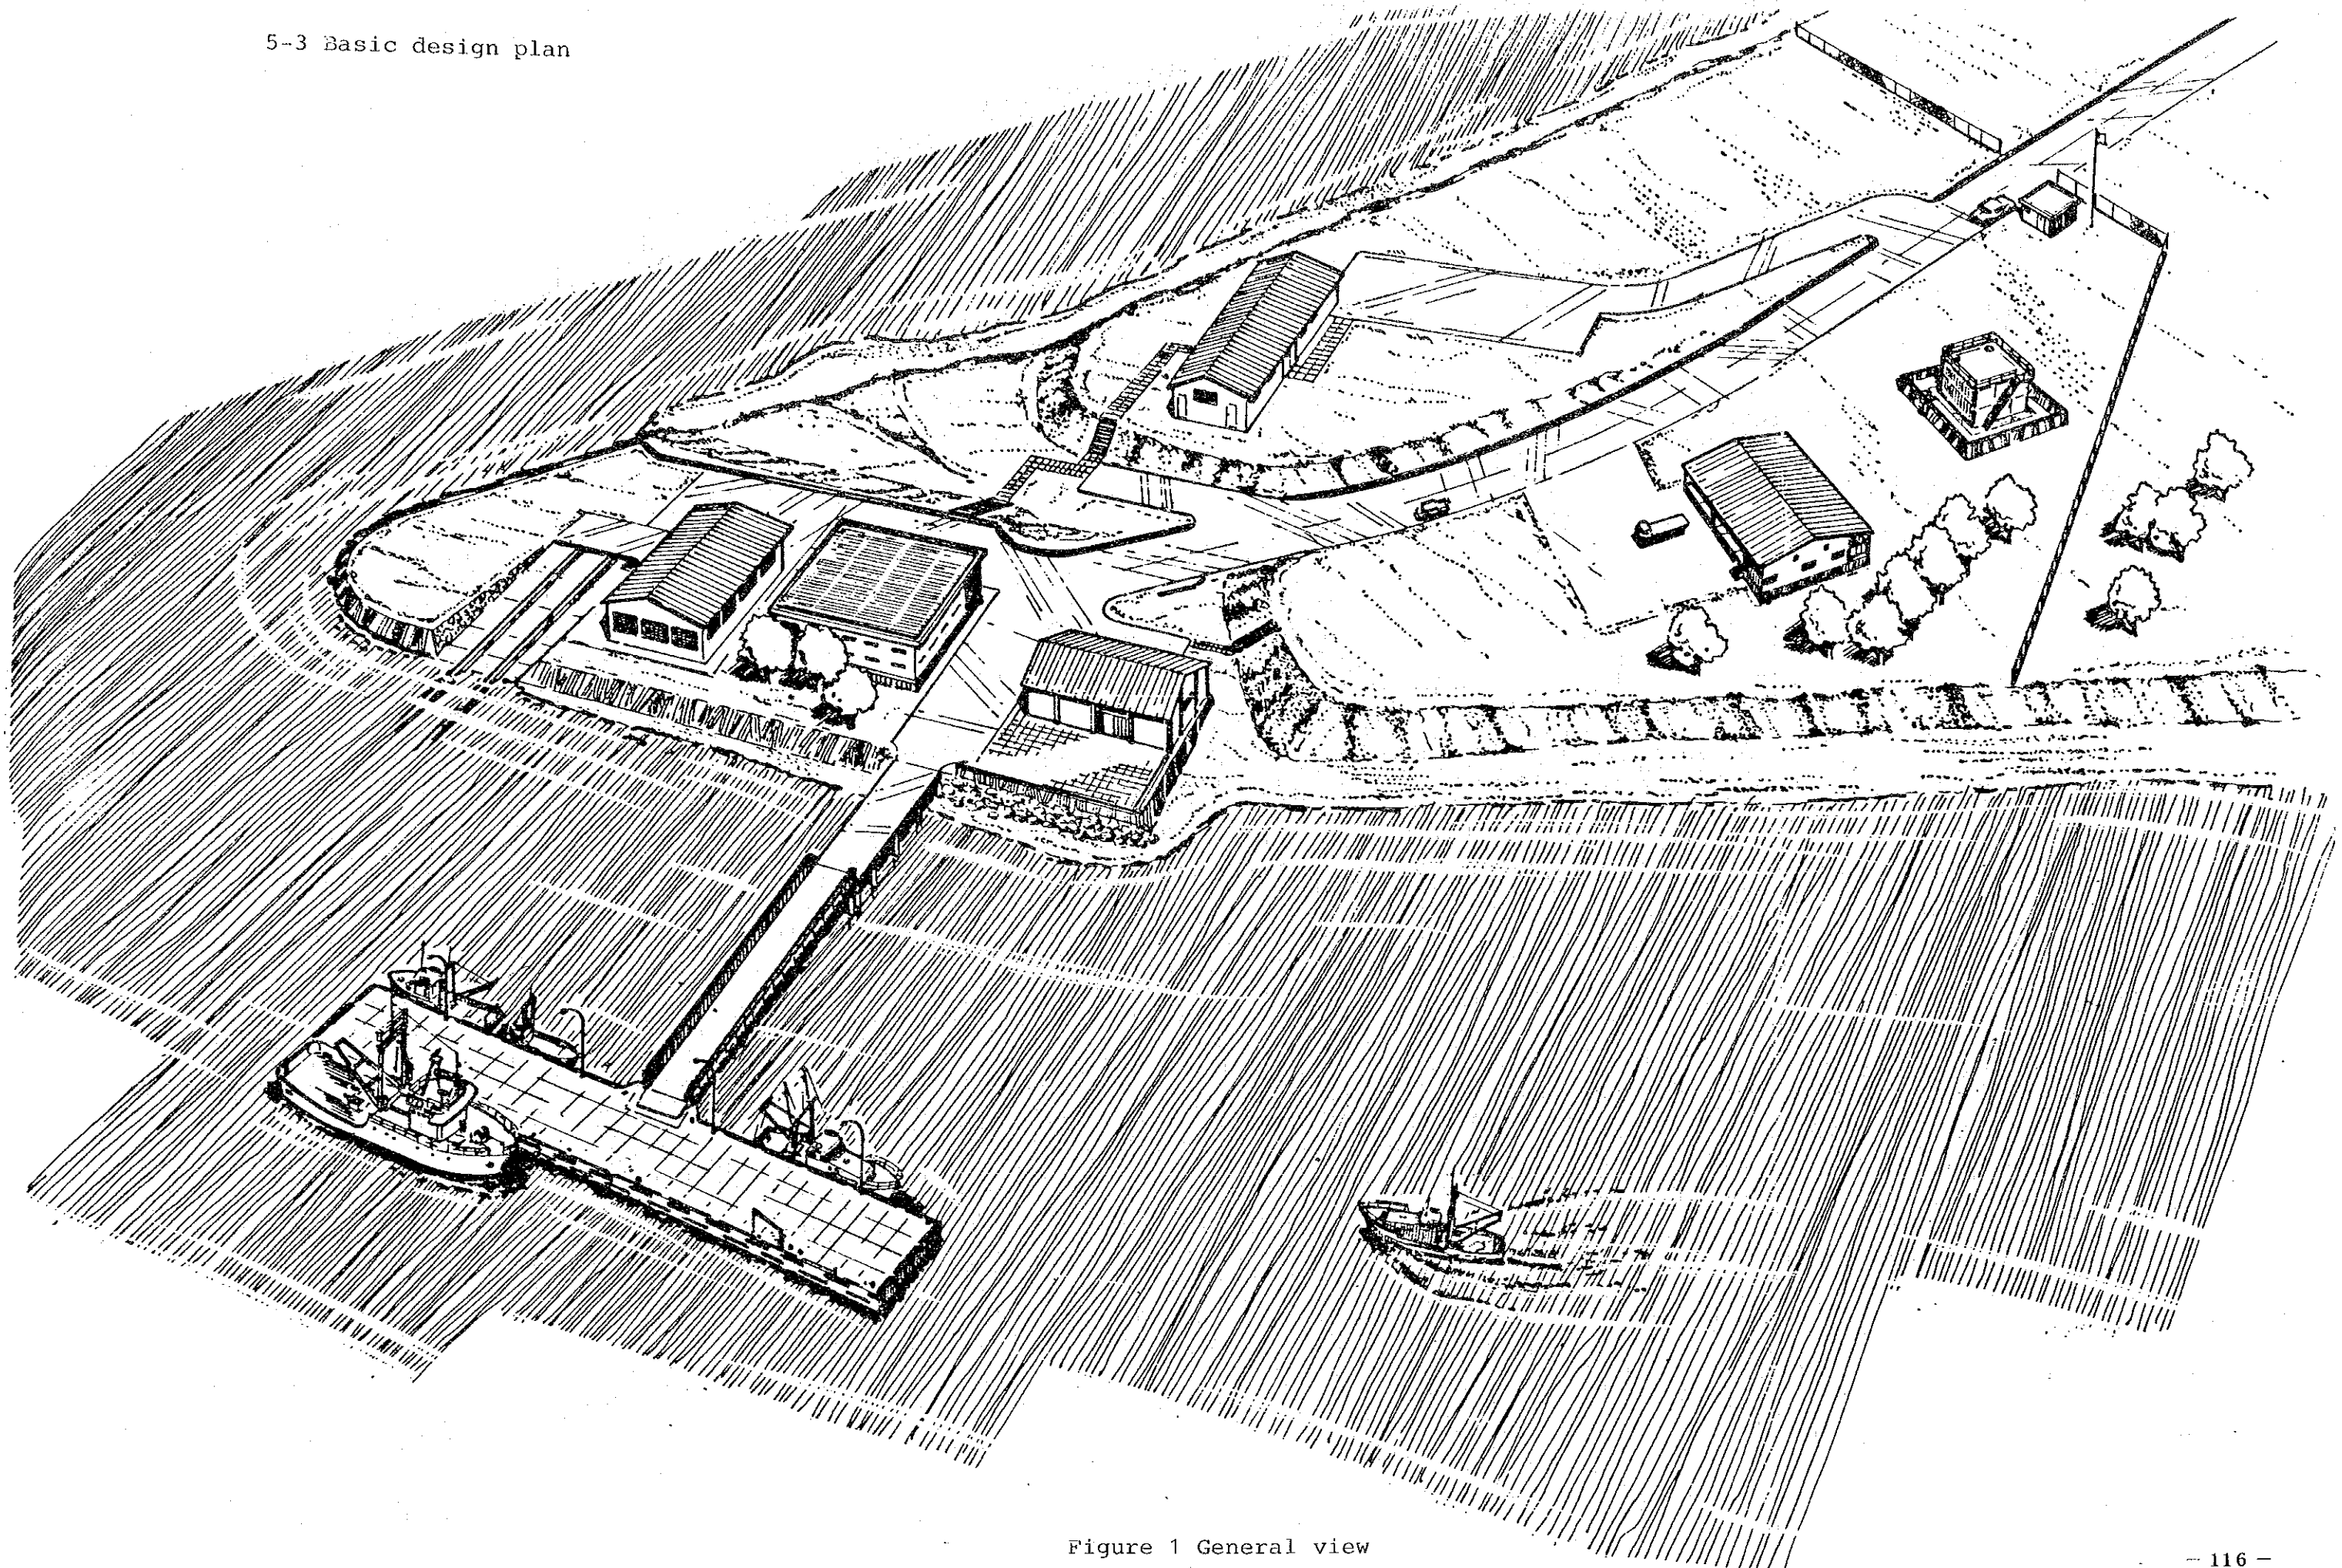 5-3 Basic design plan
Figure 1 General view
— 116 —